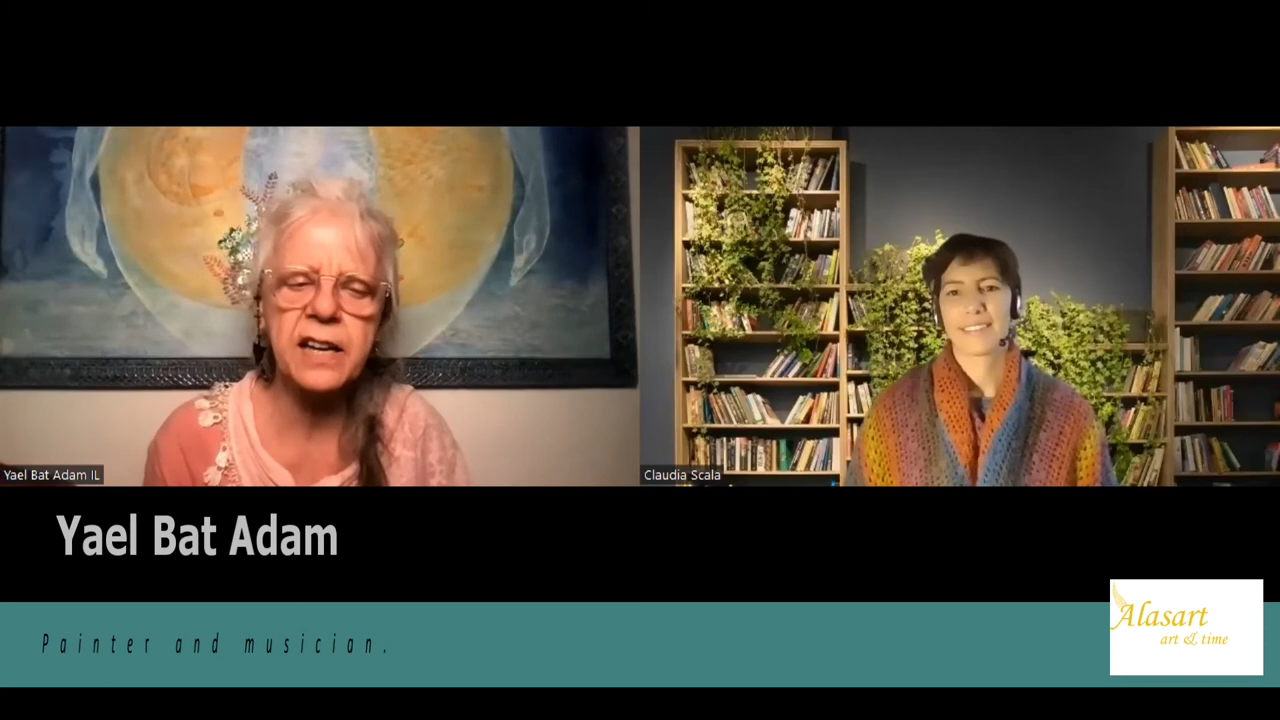 Yael Bat Adam IL
Claudia Scala
Yael Bat Adam
Painter and musician.
Alasart
art & time